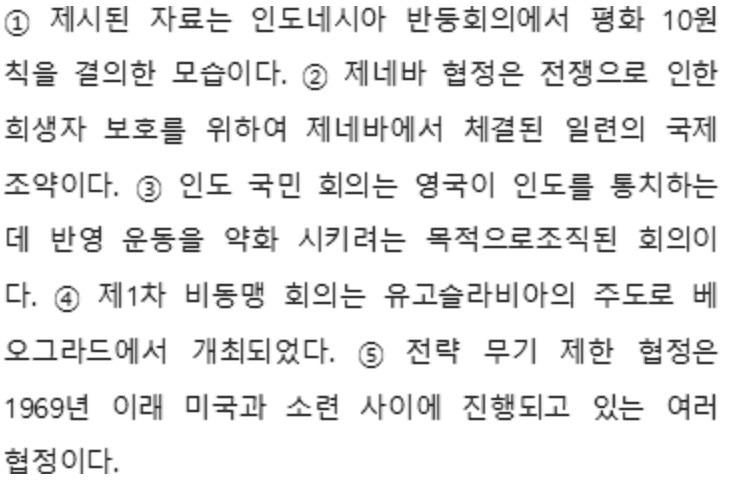 ① 제시된 자료는 인도네시아 반둥회의에서 평화 10원
칙을 결의한 모습이다. ② 제네바 협정은 전쟁으로 인한
희생자 보호를 위하여 제네바에서 체결된 일련의 국제
조약이다. ③ 인도 국민 회의는 영국이 인도를 통치하는
데 반영 운동을 약화 시키려는 목적으로조직된 회의이
다. ④ 제1차 비동맹 회의는 유고슬라비아의 주도로 베
오그라드에서 개최되었다. ⑤ 전략 무기 제한 협정은
1969년 이래 미국과 소련 사이에 진행되고 있는 여러
협정이다.